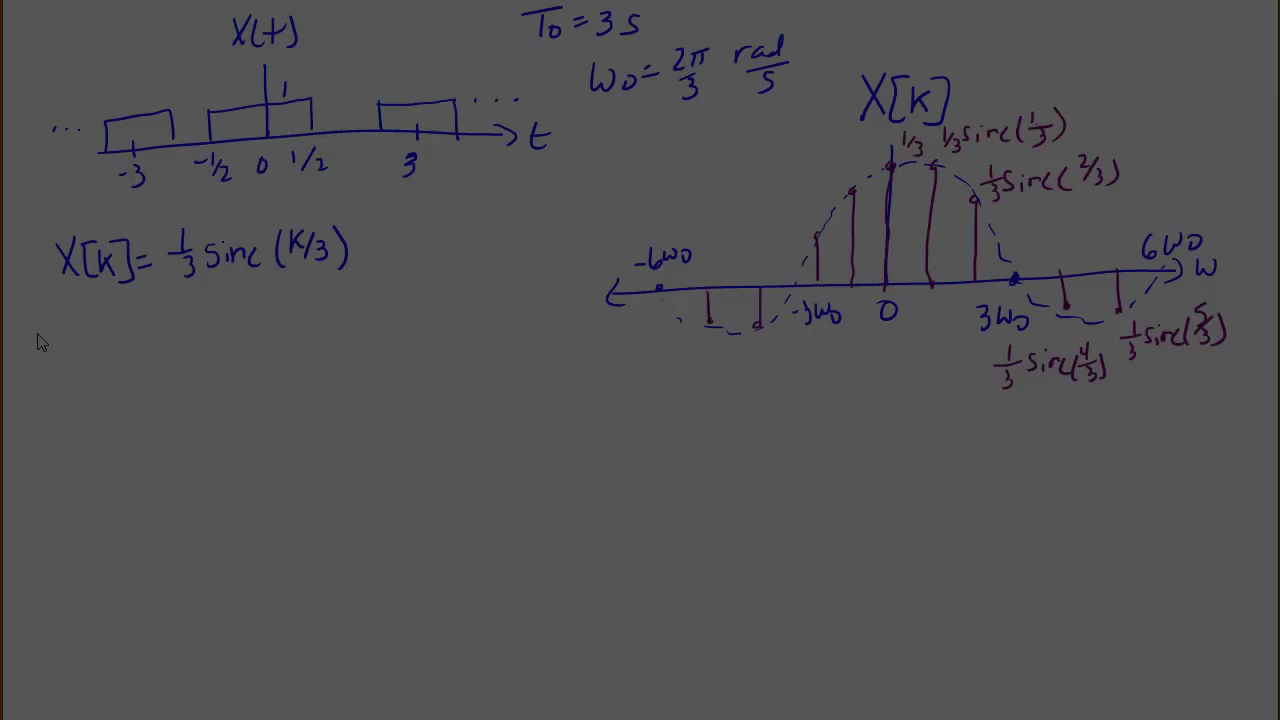 X(t)
1
... ...
-3 -1/2 0 1/2 3 t
T0 = 3 s
ω0 = 2π/3 rad/s
X[k] = 1/3 sinc (k/3)
X[k]
1/3 1/3 sinc(1/3)
1/3 sinc(2/3)
-6ω0 -3ω0 0 3ω0 6ω0 ω
1/3 sinc(4/3) 1/3 sinc(5/3)